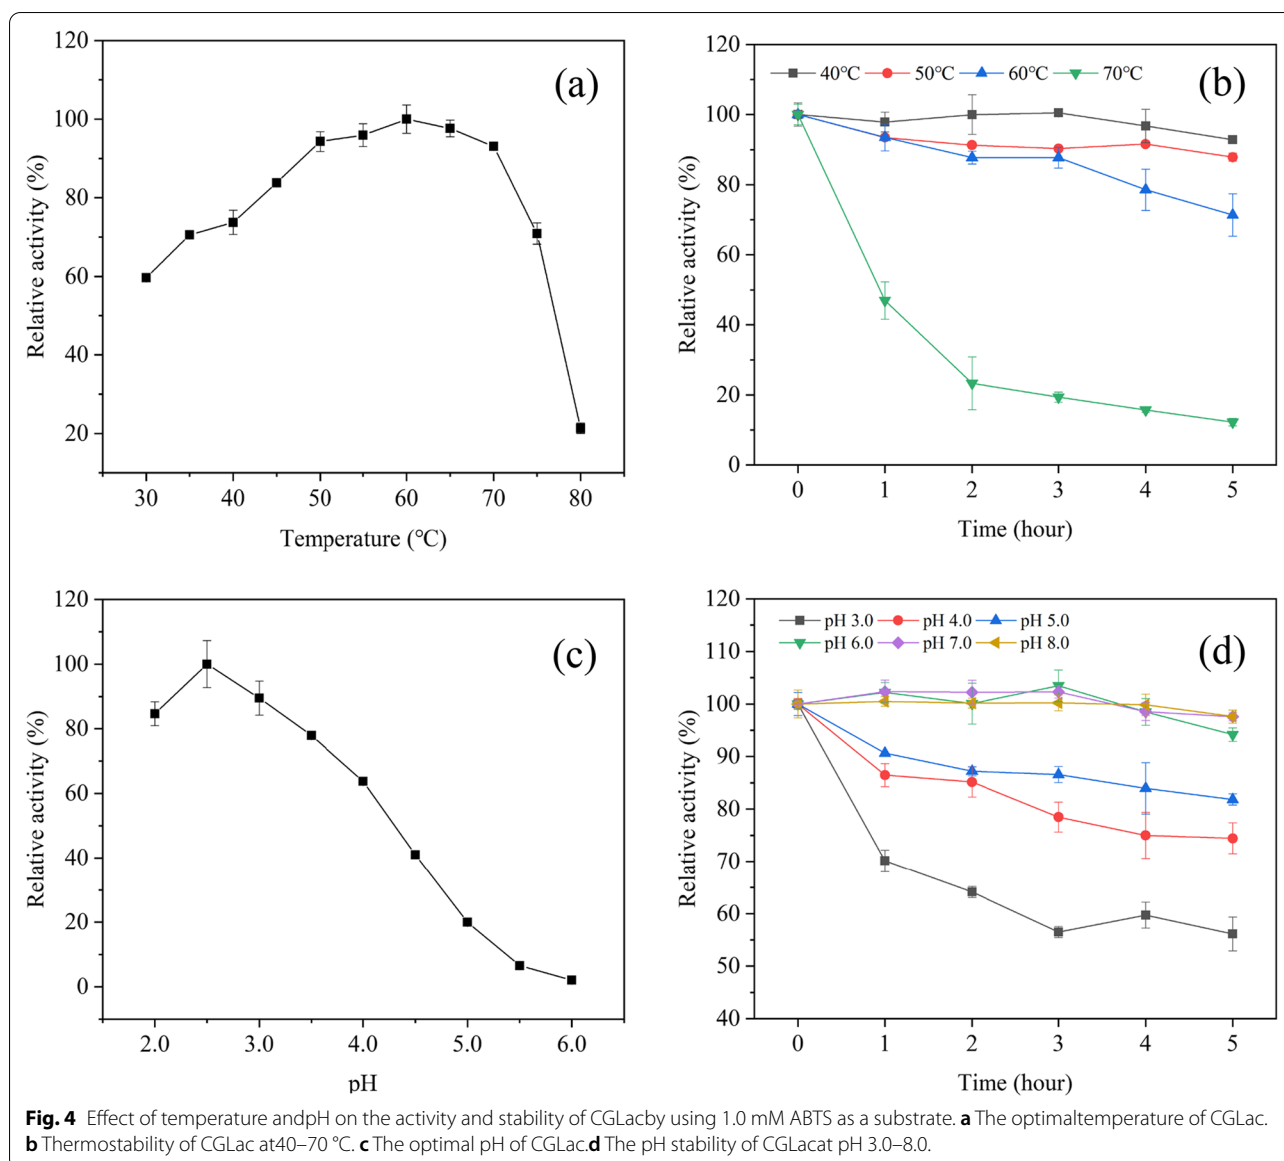 (a)
120
100
80
60
40
20
Relative activity (%)
30 40 50 60 70 80
Temperature (℃)
(b)
40℃ 50℃ 60℃ 70℃
120
100
80
60
40
20
0
Relative activity (%)
0 1 2 3 4 5
Time (hour)
(c)
120
100
80
60
40
20
0
Relative activity (%)
2.0 3.0 4.0 5.0 6.0
pH
(d)
pH 3.0 pH 4.0 pH 5.0
pH 6.0 pH 7.0 pH 8.0
120
110
100
90
80
70
60
50
40
Relative activity (%)
0 1 2 3 4 5
Time (hour)
Fig. 4 Effect of temperature andpH on the activity and stability of CGLacby using 1.0 mM ABTS as a substrate. a The optimaltemperature of CGLac.
b Thermostability of CGLac at40–70 °C. c The optimal pH of CGLac.d The pH stability of CGLacat pH 3.0–8.0.